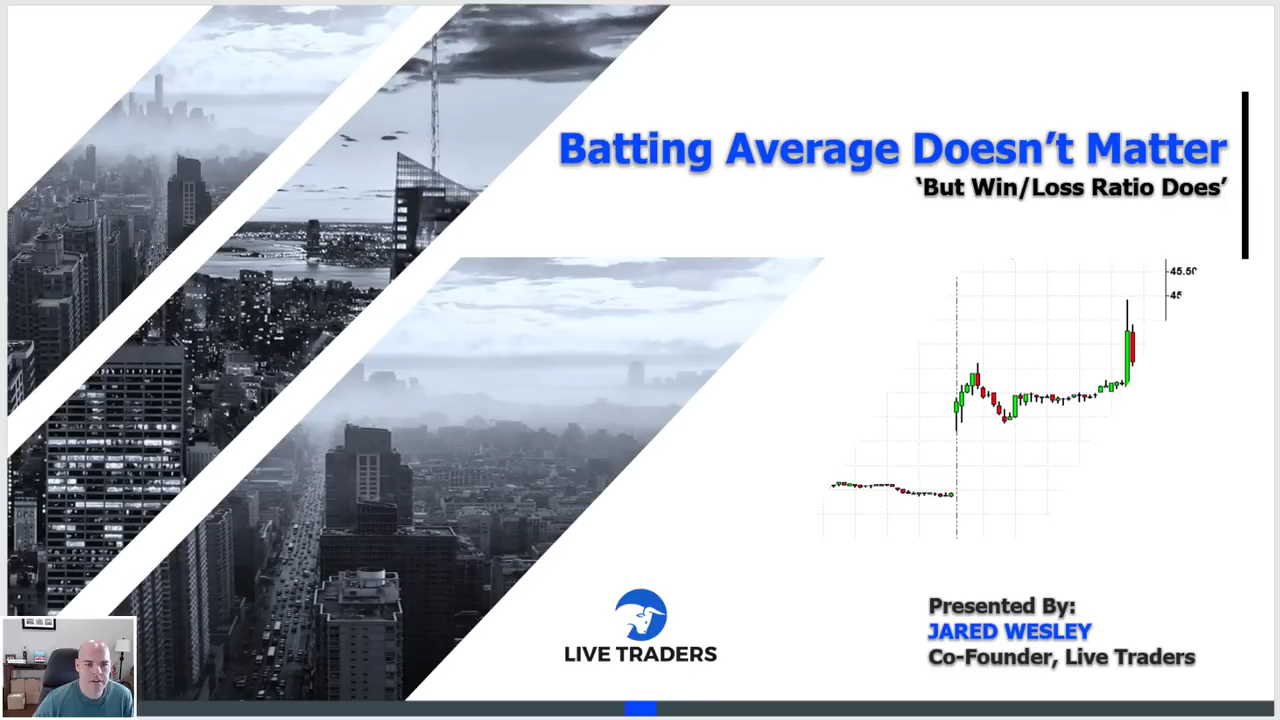 Batting Average Doesn’t Matter
‘But Win/Loss Ratio Does’
45.50
45
LIVE TRADERS
Presented By:
JARED WESLEY
Co-Founder, Live Traders